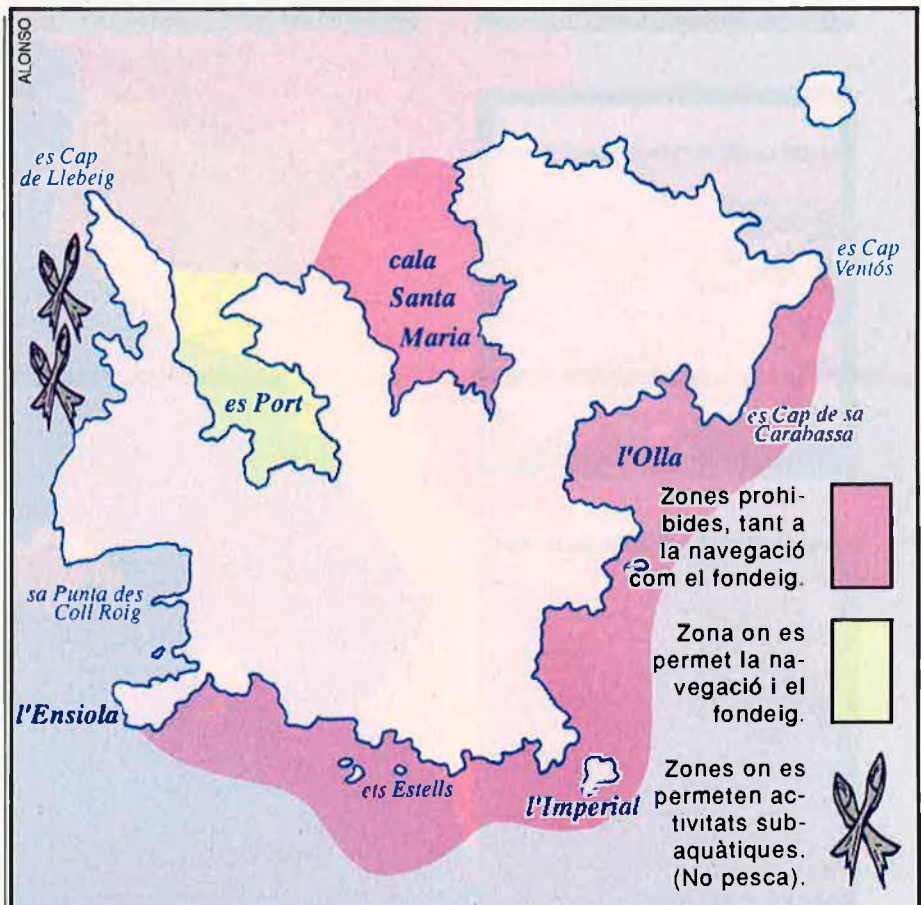 ALONSO
es Cap
de Llebeig
es Cap
Ventós
cala
Santa
Maria
es Port
es Cap de sa
Carabassa
l'Olla
Zones prohi-
bides, tant a
la navegació
com el fondeig.
sa Punta des
Coll Roig
Zona on es
permet la na-
vegació i el
fondeig.
l'Ensiola
ets Estells
l'Imperial
Zones on es
permeten ac-
tivitats sub-
aquàtiques.
(No pesca).